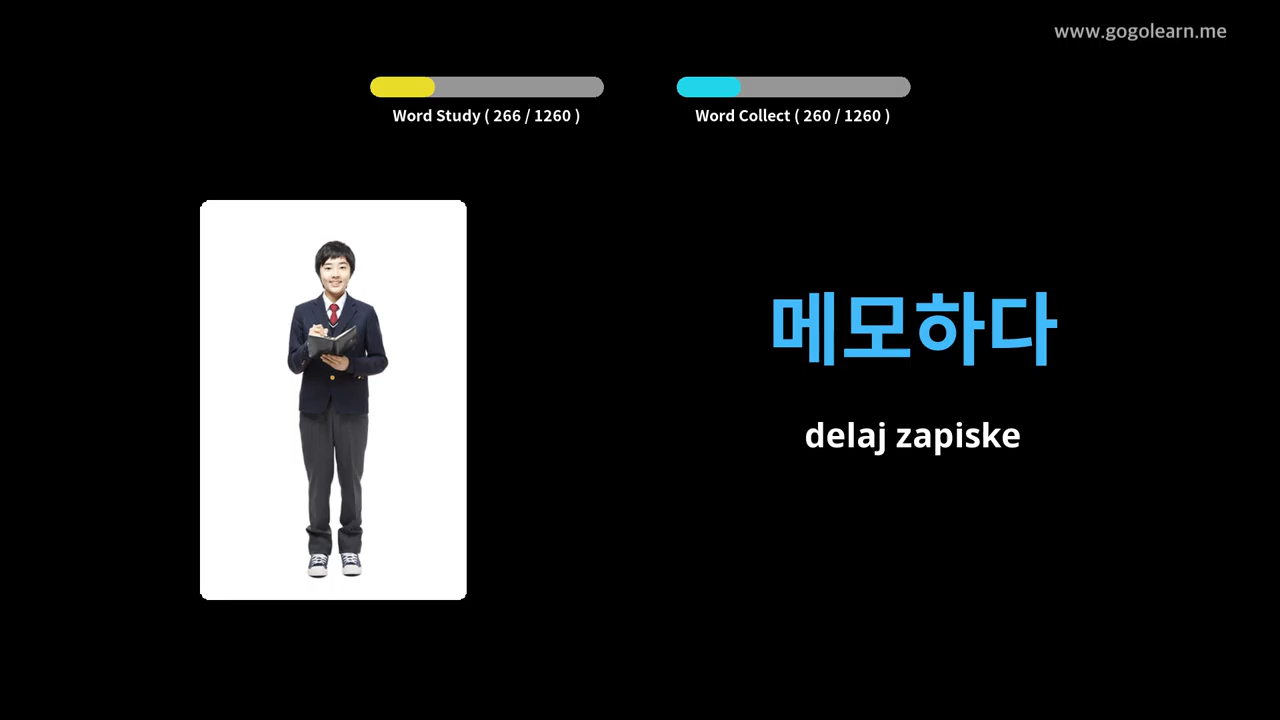 www.gogolearn.me
Word Study ( 266 / 1260 )
Word Collect ( 260 / 1260 )
메모하다
delaj zapiske